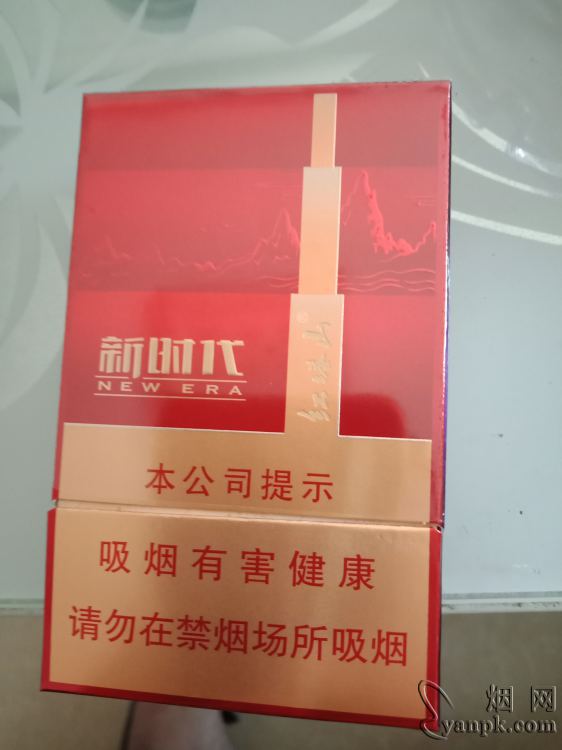 新时代
NEW ERA
红塔山®
本公司提示
吸烟有害健康
请勿在禁烟场所吸烟
烟网
yanpk.com